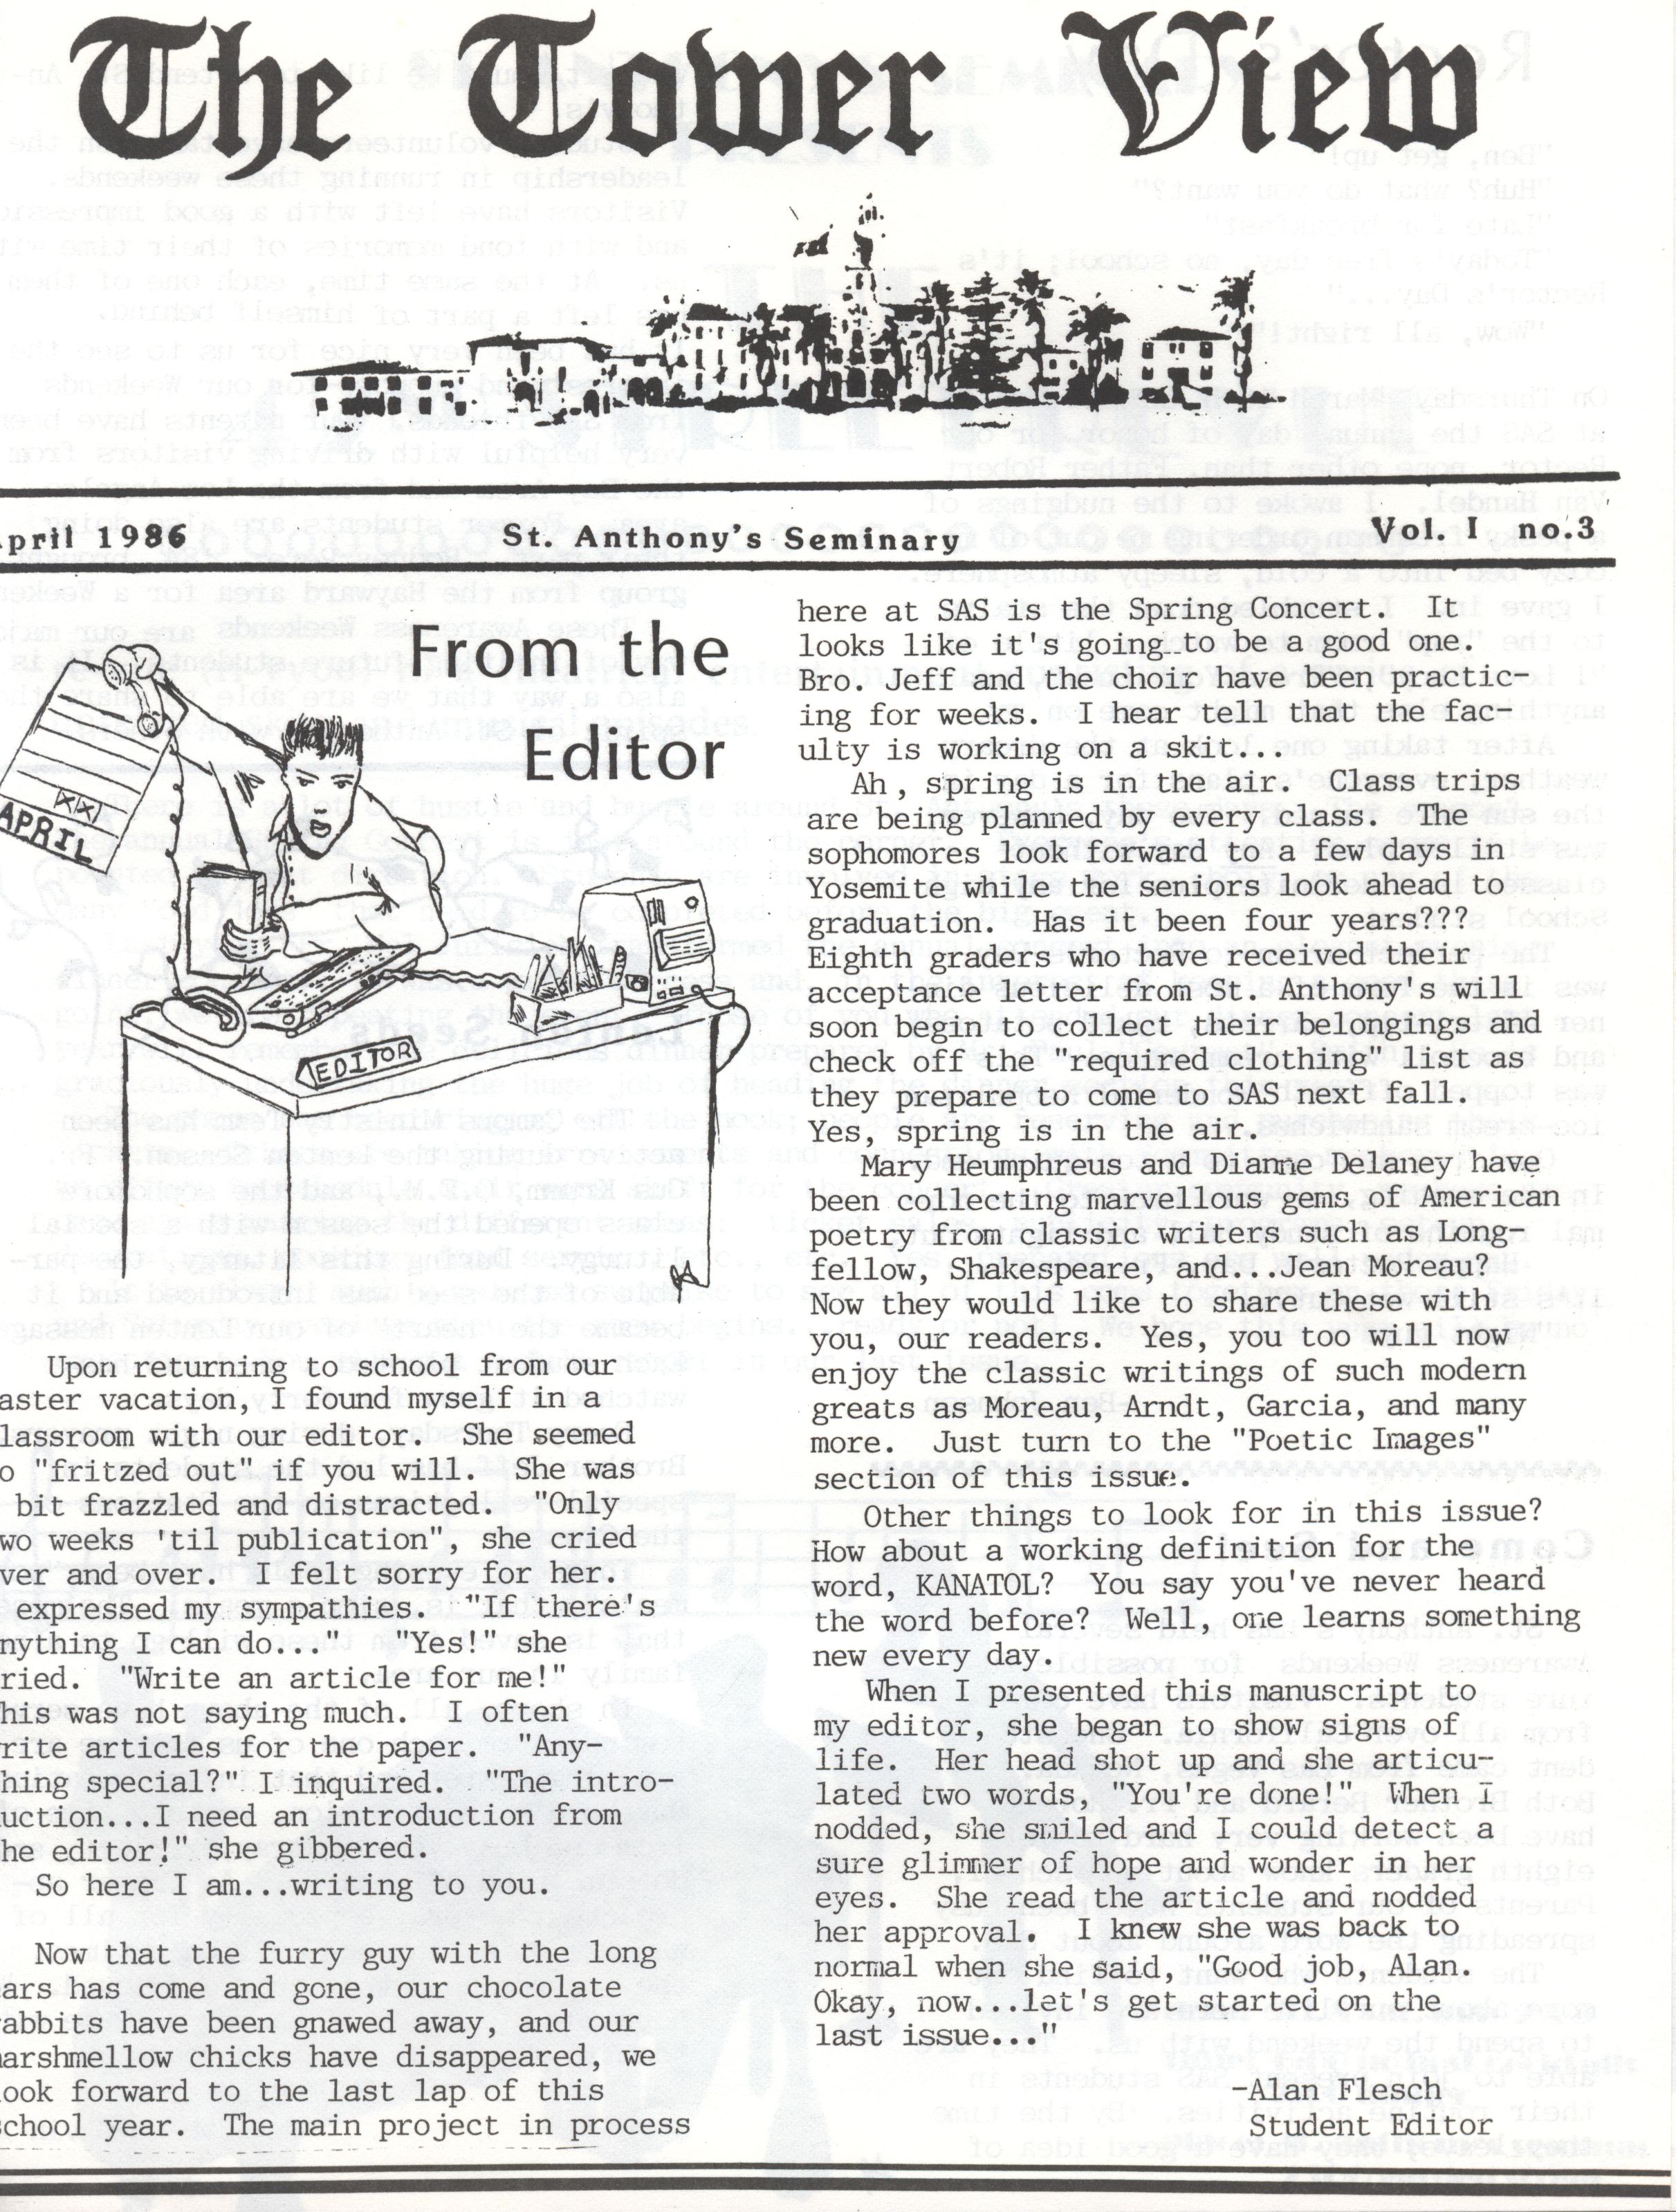 The Tower View
April 1986 St. Anthony's Seminary Vol. I no.3
From the
Editor
APRIL
EDITOR
Upon returning to school from our
aster vacation, I found myself in a
lassroom with our editor. She seemed
o "fritzed out" if you will. She was
bit frazzled and distracted. "Only
wo weeks 'til publication", she cried
ver and over. I felt sorry for her.
expressed my sympathies. "If there's
nything I can do..." "Yes!" she
ried. "Write an article for me!"
his was not saying much. I often
rite articles for the paper. "Any-
hing special?" I inquired. "The intro-
uction...I need an introduction from
he editor!" she gibbered.
So here I am...writing to you.
Now that the furry guy with the long
ars has come and gone, our chocolate
rabbits have been gnawed away, and our
marshmellow chicks have disappeared, we
look forward to the last lap of this
school year. The main project in process
here at SAS is the Spring Concert. It
looks like it's going to be a good one.
Bro. Jeff and the choir have been practic-
ing for weeks. I hear tell that the fac-
ulty is working on a skit...
Ah, spring is in the air. Class trips
are being planned by every class. The
sophomores look forward to a few days in
Yosemite while the seniors look ahead to
graduation. Has it been four years???
Eighth graders who have received their
acceptance letter from St. Anthony's will
soon begin to collect their belongings and
check off the "required clothing" list as
they prepare to come to SAS next fall.
Yes, spring is in the air.
Mary Heumphreus and Dianne DeLaney have
been collecting marvellous gems of American
poetry from classic writers such as Long-
fellow, Shakespeare, and...Jean Moreau?
Now they would like to share these with
you, our readers. Yes, you too will now
enjoy the classic writings of such modern
greats as Moreau, Arndt, Garcia, and many
more. Just turn to the "Poetic Images"
section of this issue.
Other things to look for in this issue?
How about a working definition for the
word, KANATOL? You say you've never heard
the word before? Well, one learns something
new every day.
When I presented this manuscript to
my editor, she began to show signs of
life. Her head shot up and she articu-
lated two words, "You're done!" When I
nodded, she smiled and I could detect a
sure glimmer of hope and wonder in her
eyes. She read the article and nodded
her approval. I knew she was back to
normal when she said, "Good job, Alan.
Okay, now...let's get started on the
last issue..."
-Alan Flesch
Student Editor